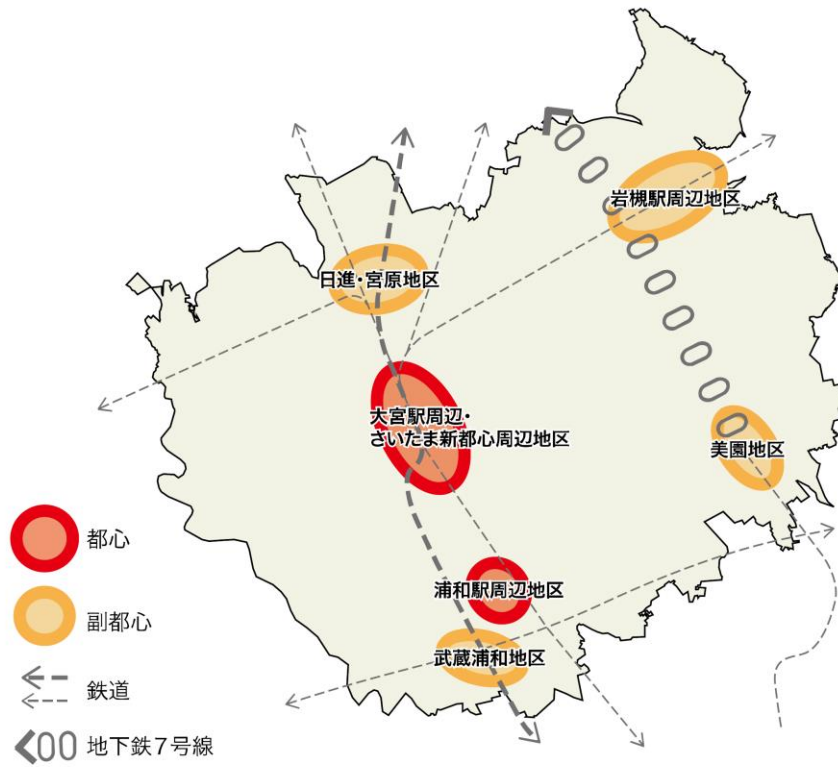 岩槻駅周辺地区
日進・宮原地区
大宮駅周辺・
さいたま新都心周辺地区
美園地区
浦和駅周辺地区
武蔵浦和地区
都心
副都心
鉄道
地下鉄7号線